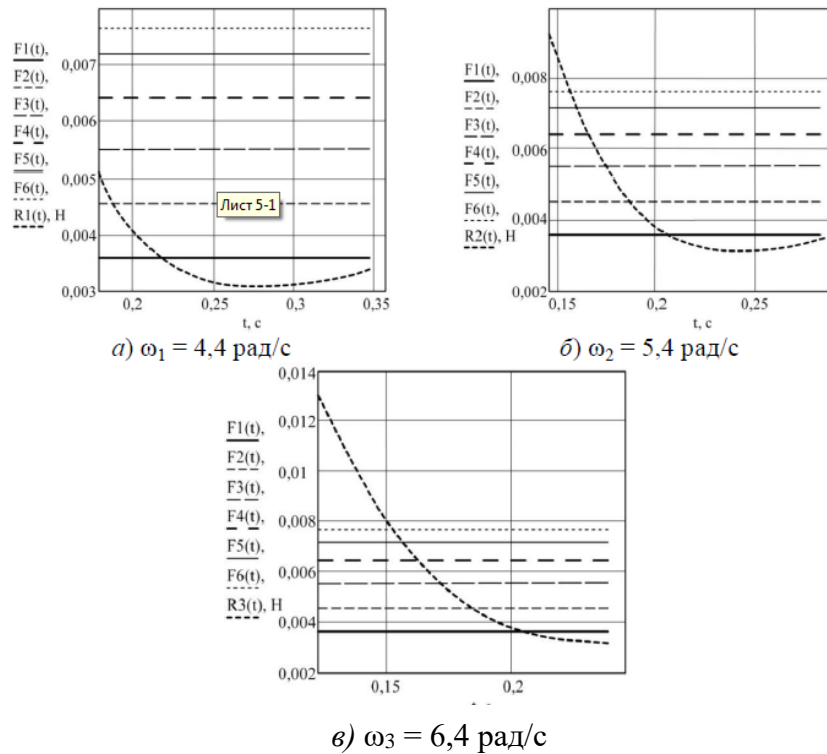 F1(t),
F2(t),
F3(t),
F4(t),
F5(t),
F6(t),
R1(t), Н
0,007
0,006
0,005
0,004
0,003
Лист 5-1
0,2 0,25 0,3 0,35
t, с
а) ω₁ = 4,4 рад/с
F1(t),
F2(t),
F3(t),
F4(t),
F5(t),
F6(t),
R2(t), Н
0,008
0,006
0,004
0,002
0,15 0,2 0,25
t, с
б) ω₂ = 5,4 рад/с
F1(t),
F2(t),
F3(t),
F4(t),
F5(t),
F6(t),
R3(t), Н
0,014
0,012
0,01
0,008
0,006
0,004
0,002
0,15 0,2
в) ω₃ = 6,4 рад/с